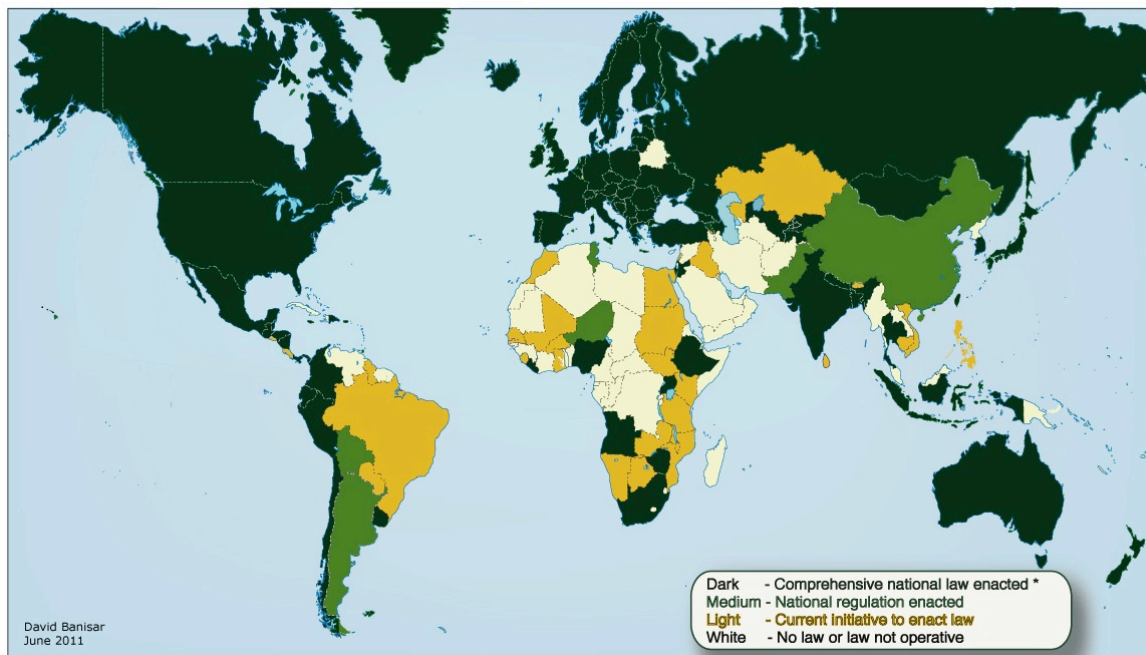 Dark - Comprehensive national law enacted *
Medium - National regulation enacted
Light - Current initiative to enact law
White - No law or law not operative
David Banisar
June 2011